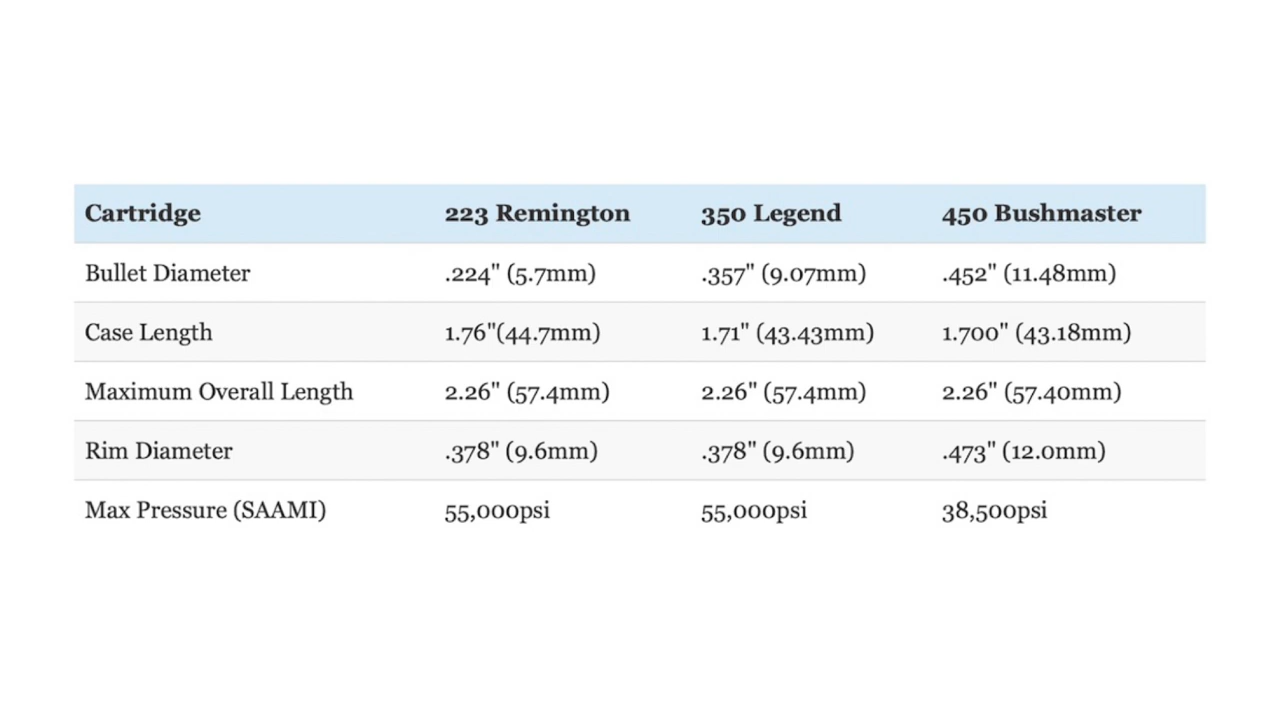 Cartridge 223 Remington 350 Legend 450 Bushmaster
Bullet Diameter .224" (5.7mm) .357" (9.07mm) .452" (11.48mm)
Case Length 1.76"(44.7mm) 1.71" (43.43mm) 1.700" (43.18mm)
Maximum Overall Length 2.26" (57.4mm) 2.26" (57.4mm) 2.26" (57.40mm)
Rim Diameter .378" (9.6mm) .378" (9.6mm) .473" (12.0mm)
Max Pressure (SAAMI) 55,000psi 55,000psi 38,500psi